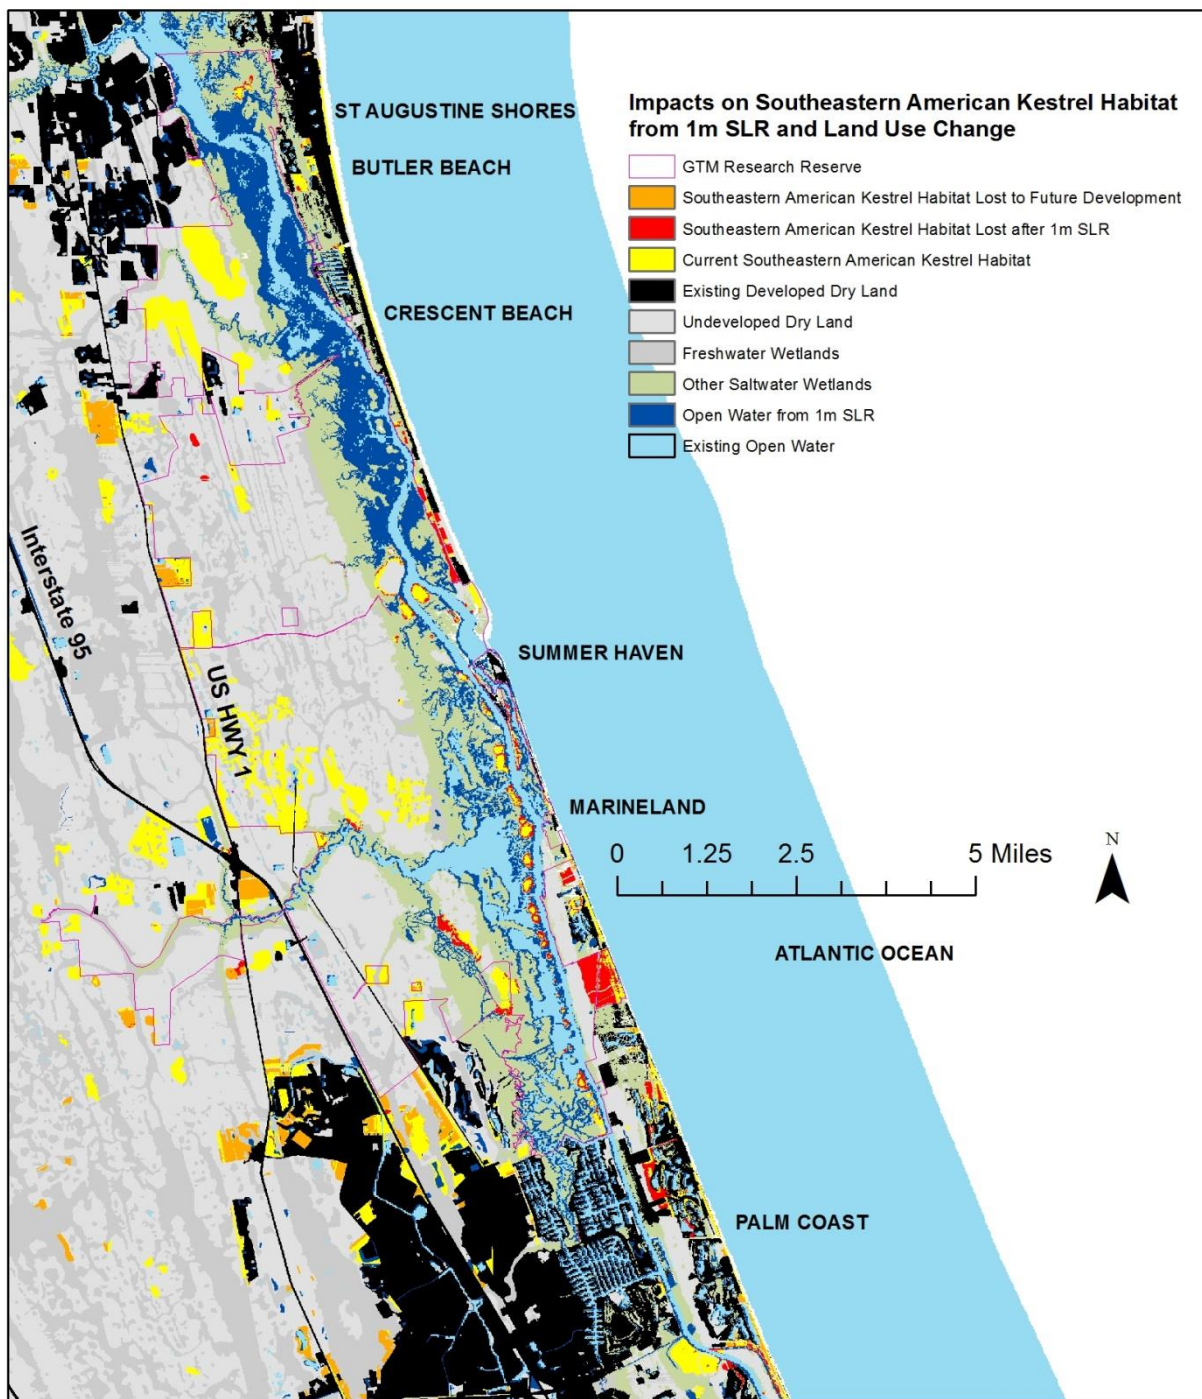 Impacts on Southeastern American Kestrel Habitat
from 1m SLR and Land Use Change
GTM Research Reserve
Southeastern American Kestrel Habitat Lost to Future Development
Southeastern American Kestrel Habitat Lost after 1m SLR
Current Southeastern American Kestrel Habitat
Existing Developed Dry Land
Undeveloped Dry Land
Freshwater Wetlands
Other Saltwater Wetlands
Open Water from 1m SLR
Existing Open Water
ST AUGUSTINE SHORES
BUTLER BEACH
CRESCENT BEACH
Interstate 95
US HWY 1
SUMMER HAVEN
MARINELAND
0 1.25 2.5 5 Miles
N
ATLANTIC OCEAN
PALM COAST